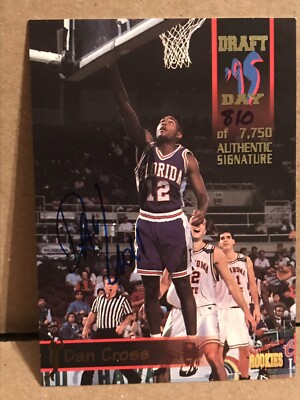 DRAFT
'95
DAY
810
of 7,750
AUTHENTIC
SIGNATURE
FLORIDA
12
Dan Cross
ROOKIES